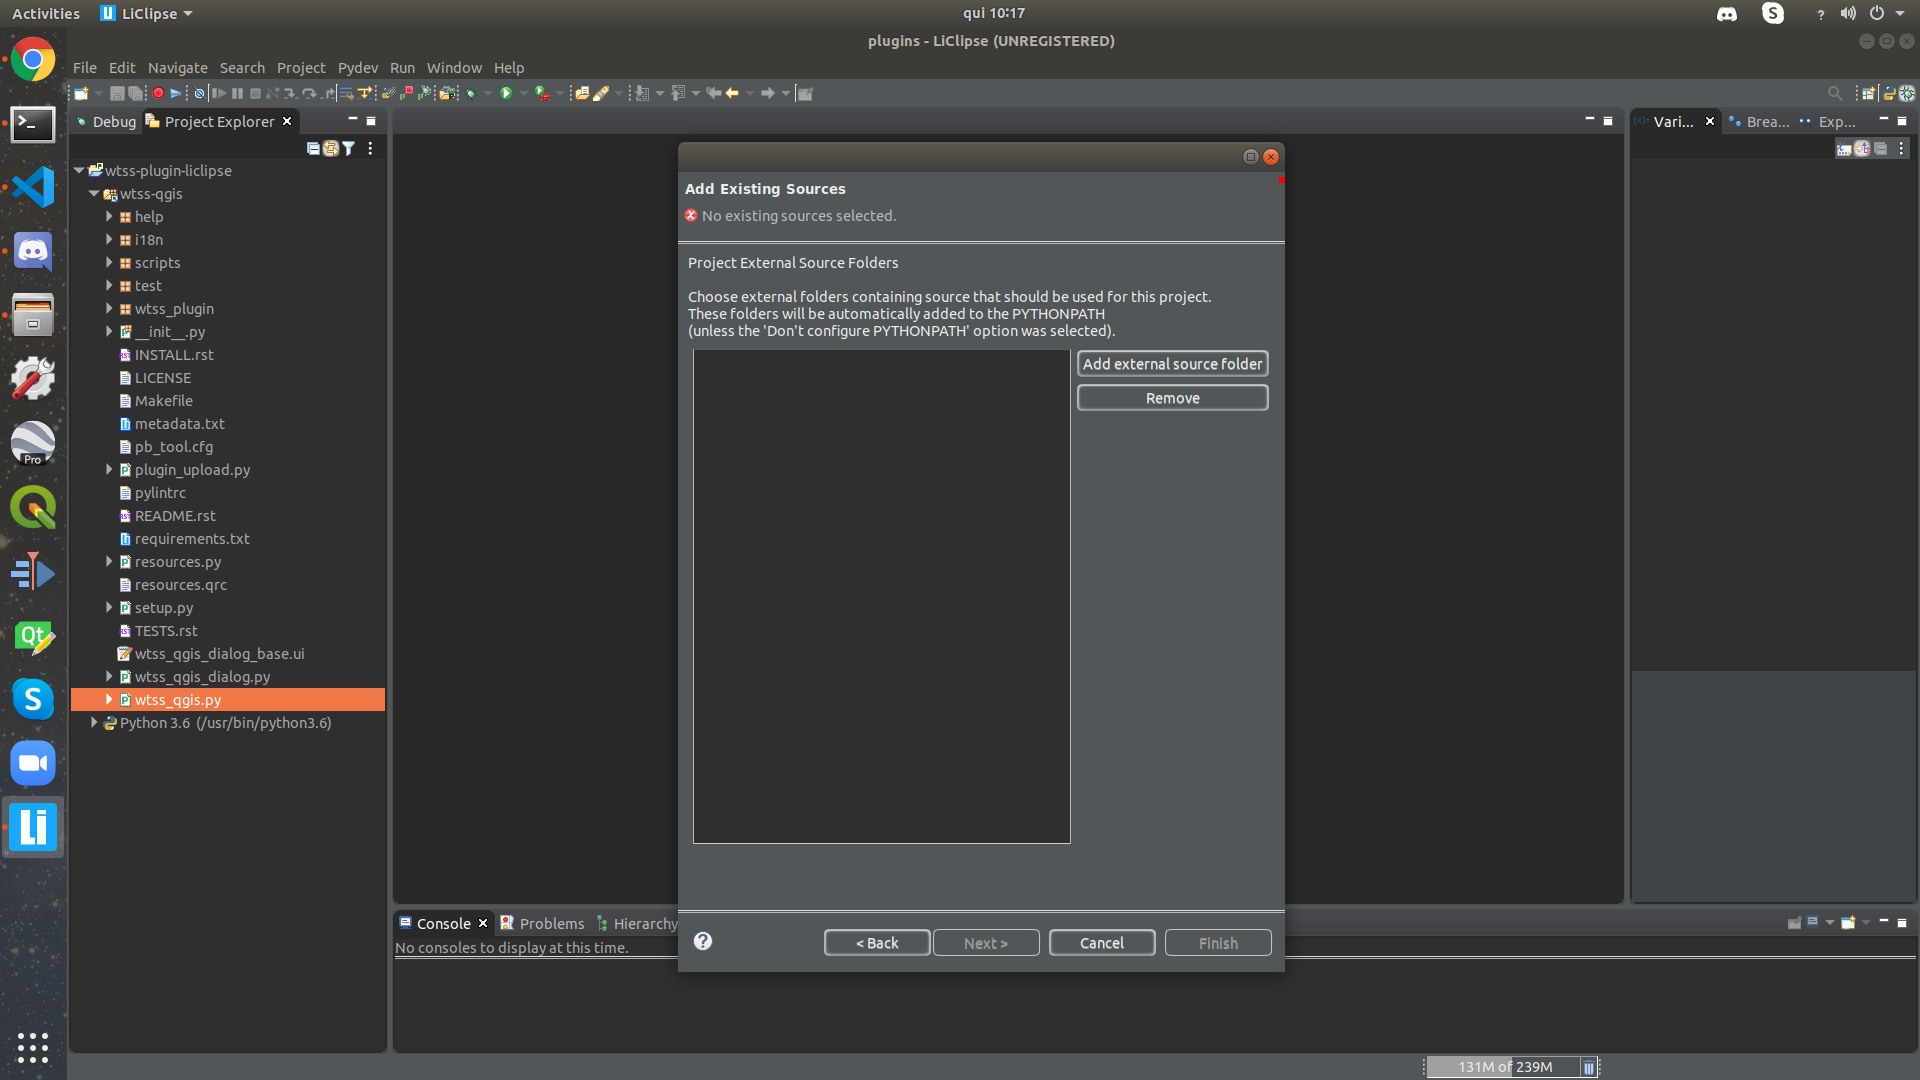 Activities
LiClipse
qui 10:17
plugins - LiClipse (UNREGISTERED)
File Edit Navigate Search Project Pydev Run Window Help
Debug
Project Explorer
Vari...
Brea...
Exp...
wtss-plugin-liclipse
wtss-qgis
help
i18n
scripts
test
wtss_plugin
__init__.py
INSTALL.rst
LICENSE
Makefile
metadata.txt
pb_tool.cfg
plugin_upload.py
pylintrc
README.rst
requirements.txt
resources.py
resources.qrc
setup.py
TESTS.rst
wtss_qgis_dialog_base.ui
wtss_qgis_dialog.py
wtss_qgis.py
Python 3.6 (/usr/bin/python3.6)
Add Existing Sources
No existing sources selected.
Project External Source Folders
Choose external folders containing source that should be used for this project.
These folders will be automatically added to the PYTHONPATH
(unless the 'Don't configure PYTHONPATH' option was selected).
Add external source folder
Remove
< Back
Next >
Cancel
Finish
Console
Problems
Hierarchy
No consoles to display at this time.
131M of 239M
Pro
Qt
Li